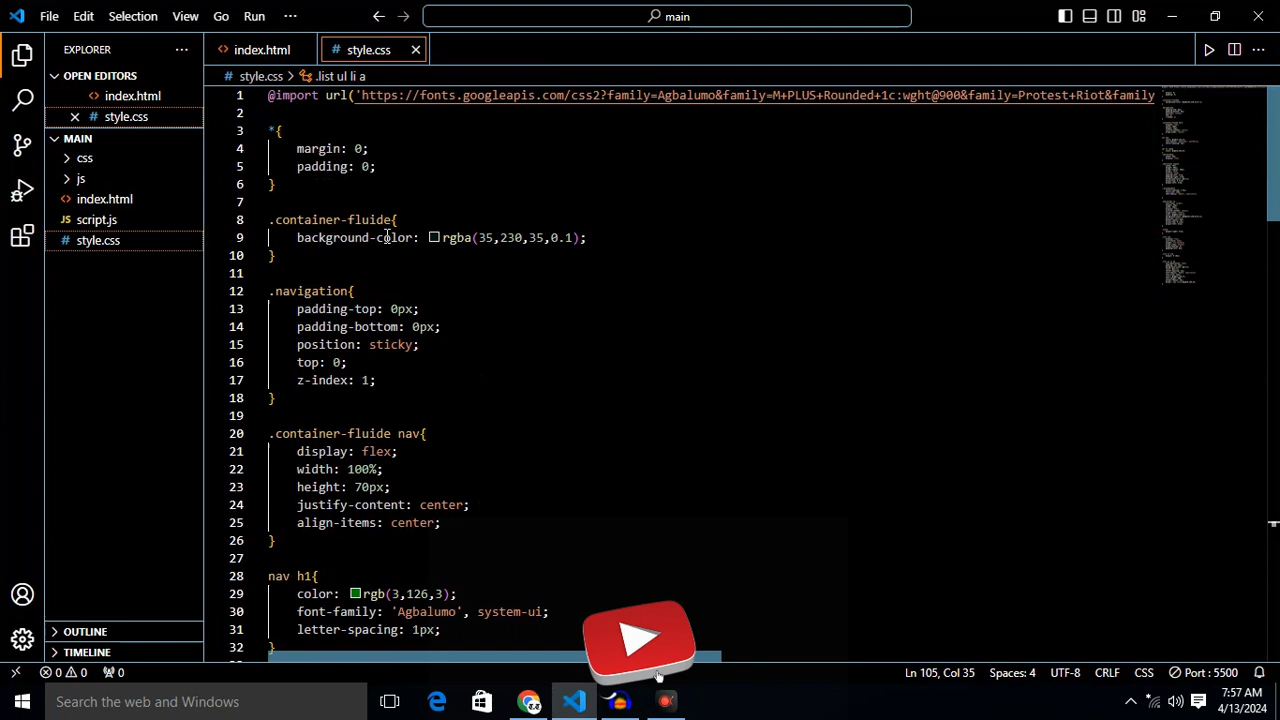 File Edit Selection View Go Run ··· main
EXPLORER ···
OPEN EDITORS
index.html
style.css
MAIN
css
js
index.html
script.js
style.css
OUTLINE
TIMELINE
index.html
style.css
style.css > .list ul li a
1 @import url('https://fonts.googleapis.com/css2?family=Agbalumo&family=M+PLUS+Rounded+1c:wght@900&family=Protest+Riot&family
2
3 *{
4 margin: 0;
5 padding: 0;
6 }
7
8 .container-fluide{
9 background-color: rgba(35,230,35,0.1);
10 }
11
12 .navigation{
13 padding-top: 0px;
14 padding-bottom: 0px;
15 position: sticky;
16 top: 0;
17 z-index: 1;
18 }
19
20 .container-fluide nav{
21 display: flex;
22 width: 100%;
23 height: 70px;
24 justify-content: center;
25 align-items: center;
26 }
27
28 nav h1{
29 color: rgb(3,126,3);
30 font-family: 'Agbalumo', system-ui;
31 letter-spacing: 1px;
32 }
0 0 0 Ln 105, Col 35 Spaces: 4 UTF-8 CRLF CSS Port : 5500
Search the web and Windows
7:57 AM
4/13/2024